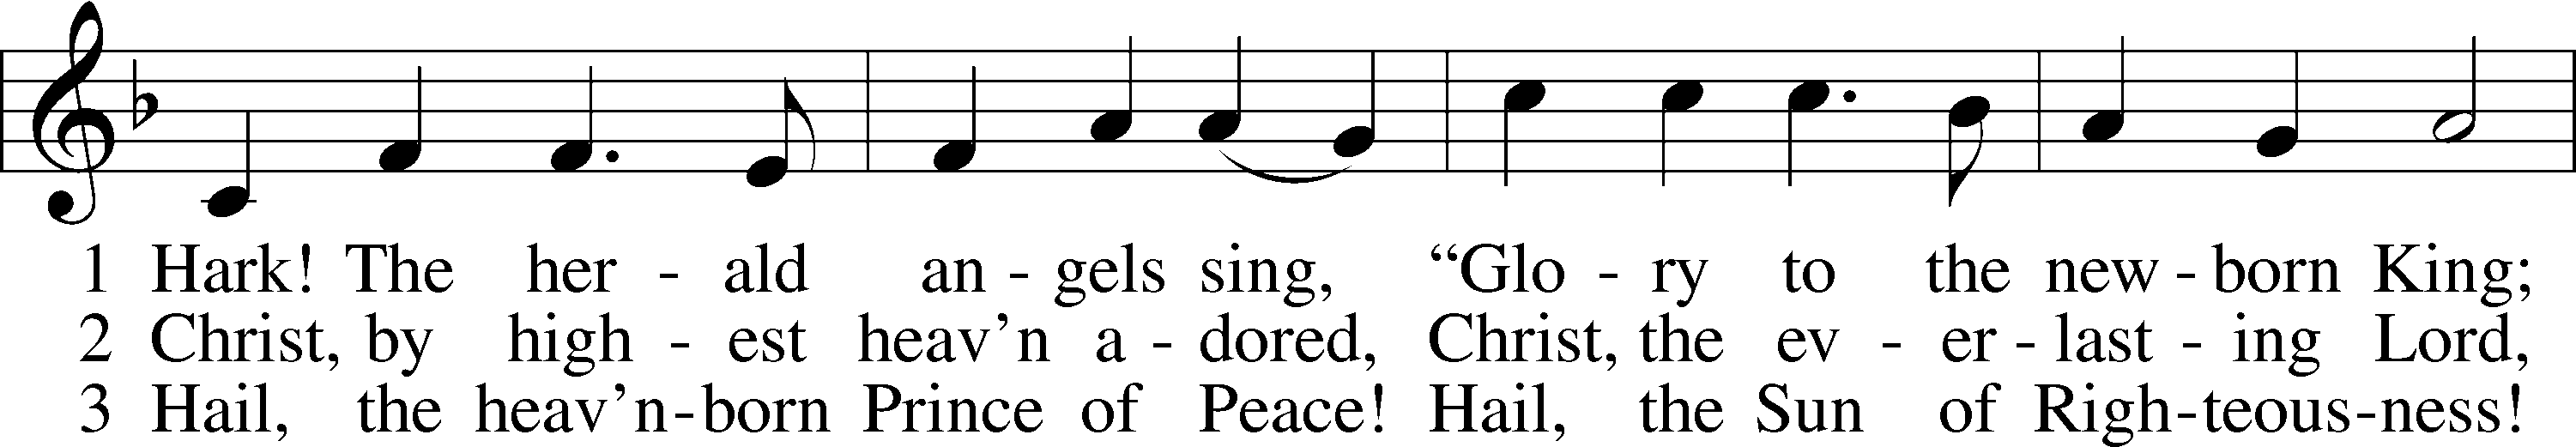 1 Hark! The her - ald an - gels sing, “Glo - ry to the new - born King;
2 Christ, by high - est heav’n a - dored, Christ, the ev - er - last - ing Lord,
3 Hail, the heav’n-born Prince of Peace! Hail, the Sun of Righ-teous-ness!